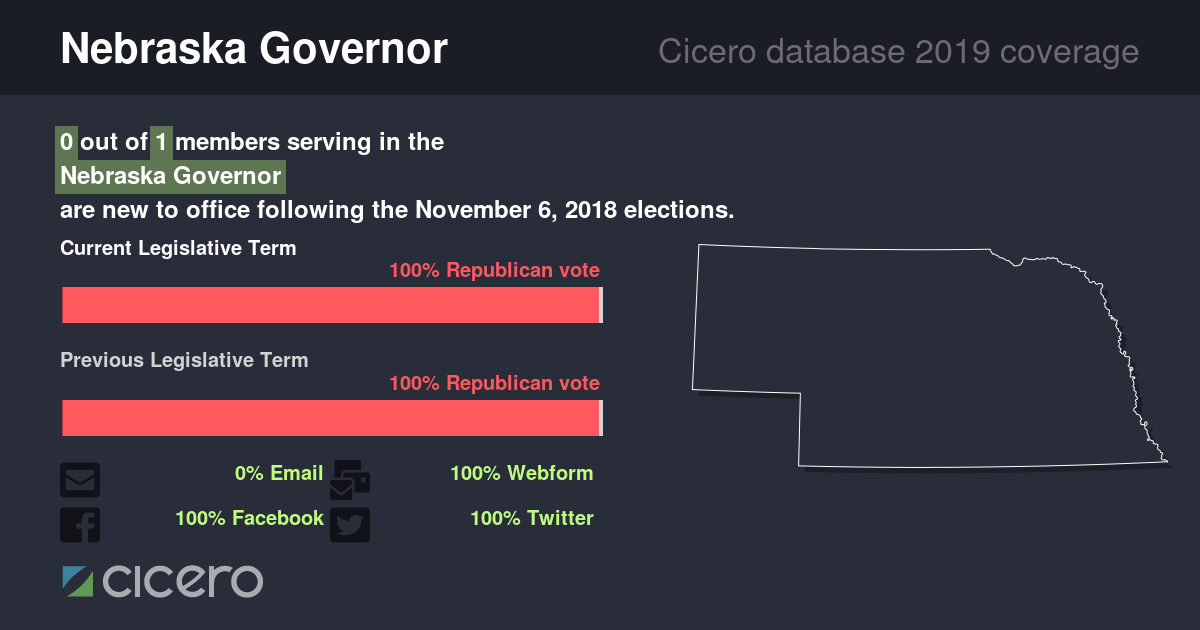 Nebraska Governor
Cicero database 2019 coverage
0 out of 1 members serving in the
Nebraska Governor
are new to office following the November 6, 2018 elections.
Current Legislative Term
100% Republican vote
Previous Legislative Term
100% Republican vote
0% Email
100% Webform
100% Facebook
100% Twitter
cicero